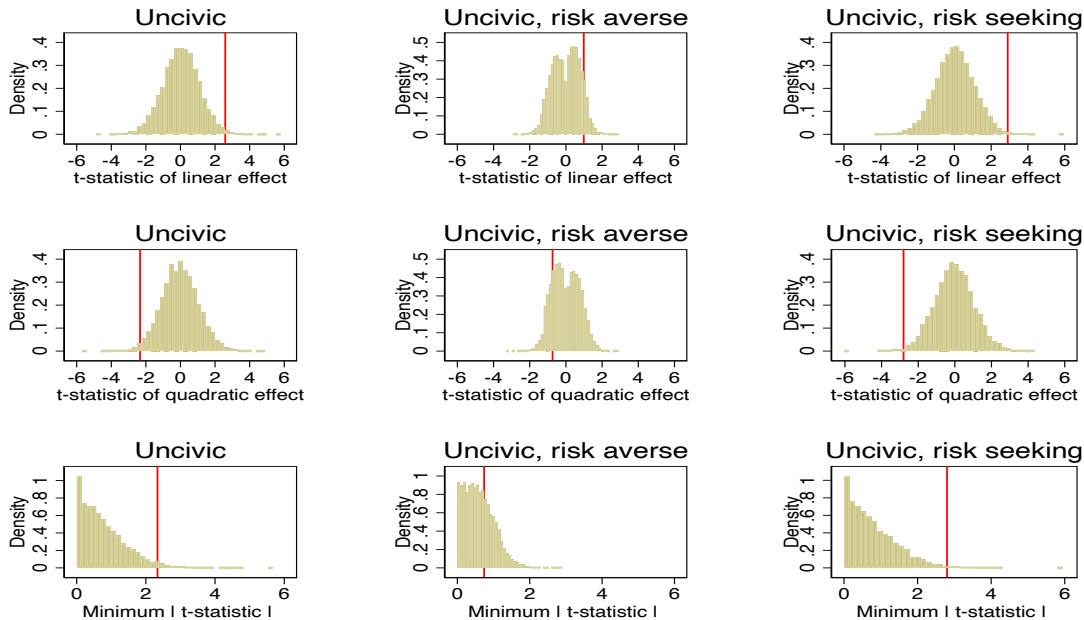 Uncivic
Density
0 .1 .2 .3 .4
-6 -4 -2 0 2 4 6
t-statistic of linear effect
Uncivic, risk averse
Density
0 .1 .2 .3 .4 .5
-6 -4 -2 0 2 4 6
t-statistic of linear effect
Uncivic, risk seeking
Density
0 .1 .2 .3 .4
-6 -4 -2 0 2 4 6
t-statistic of linear effect
Uncivic
Density
0 .1 .2 .3 .4
-6 -4 -2 0 2 4 6
t-statistic of quadratic effect
Uncivic, risk averse
Density
0 .1 .2 .3 .4 .5
-6 -4 -2 0 2 4 6
t-statistic of quadratic effect
Uncivic, risk seeking
Density
0 .1 .2 .3 .4
-6 -4 -2 0 2 4 6
t-statistic of quadratic effect
Uncivic
Density
0 .2 .4 .6 .8 1
0 2 4 6
Minimum | t-statistic |
Uncivic, risk averse
Density
0 .2 .4 .6 .8 1
0 2 4 6
Minimum | t-statistic |
Uncivic, risk seeking
Density
0 .2 .4 .6 .8 1
0 2 4 6
Minimum | t-statistic |